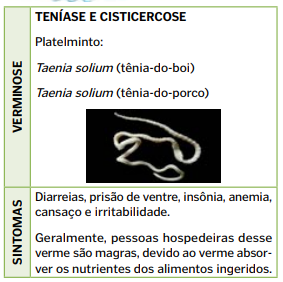 TENÍASE E CISTICERCOSE
Platelminto:
Taenia solium (tênia-do-boi)
Taenia solium (tênia-do-porco)
VERMINOSE
SINTOMAS
Diarreias, prisão de ventre, insônia, anemia,
cansaço e irritabilidade.
Geralmente, pessoas hospedeiras desse
verme são magras, devido ao verme absor-
ver os nutrientes dos alimentos ingeridos.